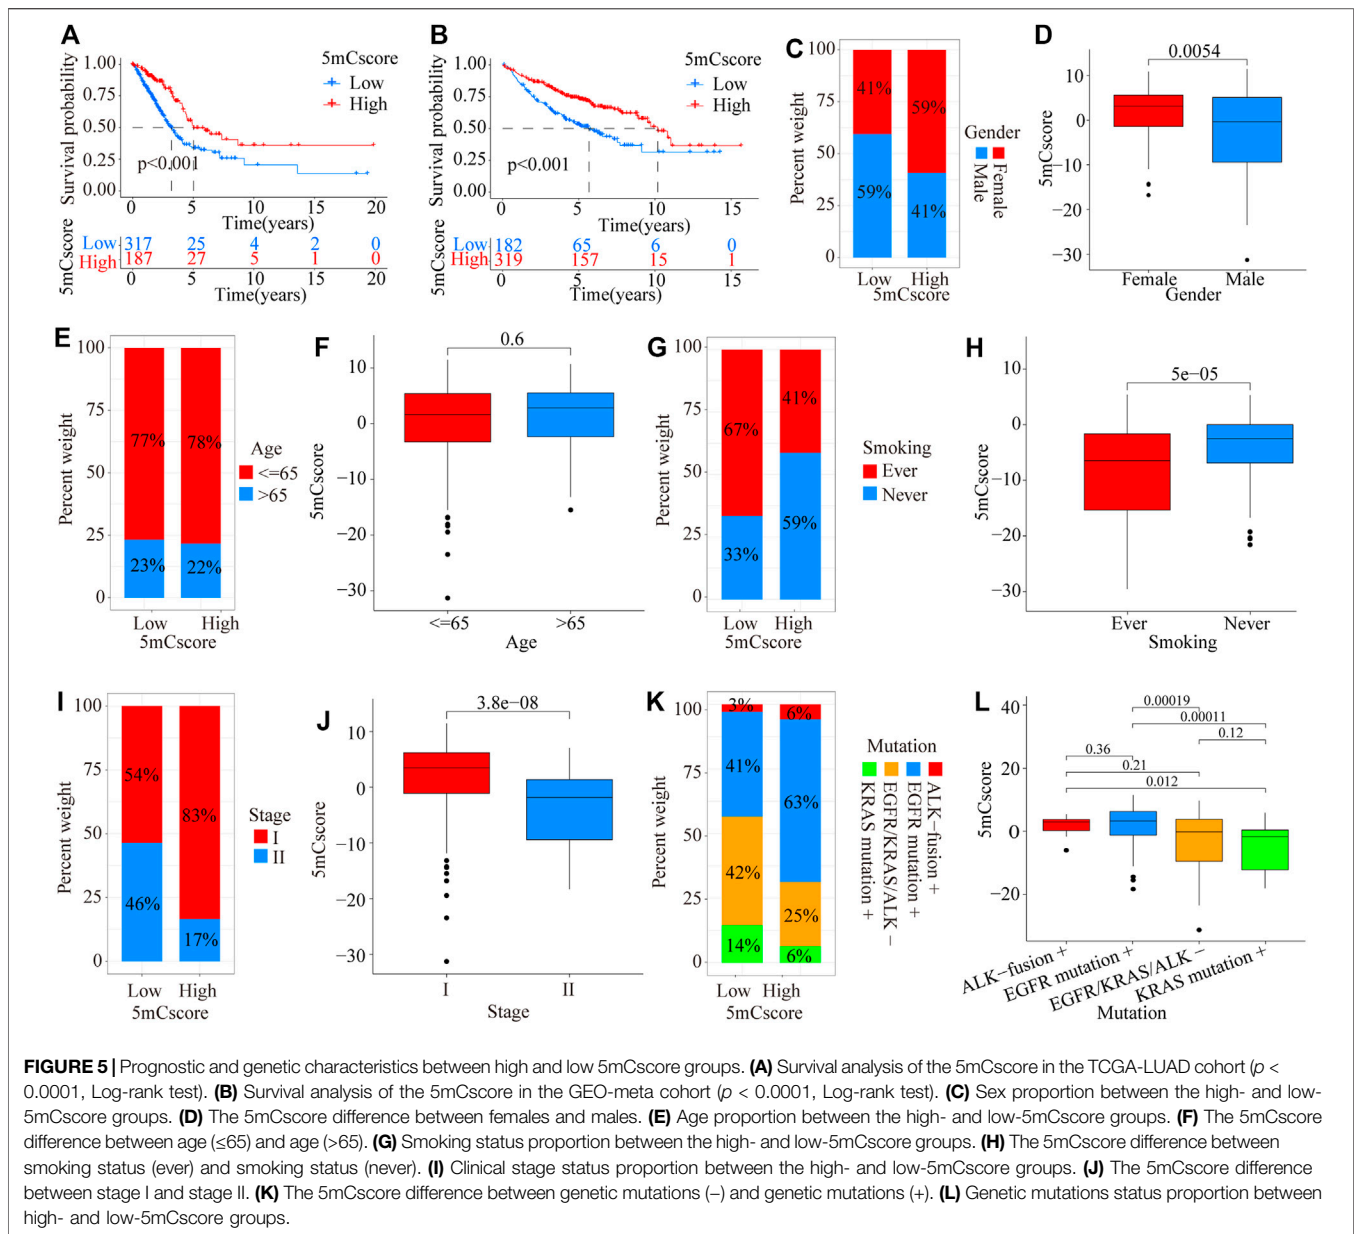 A
Survival probability
1.00
0.75
0.50
0.25
0.00
5mCscore
Low
High
p<0.001
0 5 10 15 20
Time(years)
5mCscore
Low 317 25 4 2 0
High 187 27 5 1 0
0 5 10 15 20
Time(years)
B
Survival probability
1.00
0.75
0.50
0.25
0.00
5mCscore
Low
High
p<0.001
0 5 10 15
Time(years)
5mCscore
Low 182 65 6 0
High 319 157 15 1
0 5 10 15
Time(years)
C
Percent weight
100
75
50
25
0
41% 59%
59% 41%
Low High
5mCscore
Gender
Female
Male
D
5mCscore
10
0
−10
−20
−30
0.0054
Female Male
Gender
E
Percent weight
100
75
50
25
0
77% 78%
23% 22%
Low High
5mCscore
Age
<=65
>65
F
5mCscore
10
0
−10
−20
−30
0.6
<=65 >65
Age
G
Percent weight
100
75
50
25
0
67% 41%
33% 59%
Low High
5mCscore
Smoking
Ever
Never
H
5mCscore
10
0
−10
−20
−30
5e−05
Ever Never
Smoking
I
Percent weight
100
75
50
25
0
54% 83%
46% 17%
Low High
5mCscore
Stage
I
II
J
5mCscore
10
0
−10
−20
−30
3.8e−08
I II
Stage
K
Percent weight
100
75
50
25
0
3% 6%
41% 63%
42% 25%
14% 6%
Low High
5mCscore
Mutation
ALK−fusion +
EGFR mutation +
EGFR/KRAS/ALK −
KRAS mutation +
L
5mCscore
40
20
0
−20
0.00019
0.00011
0.12
0.36
0.21
0.012
ALK−fusion +
EGFR mutation +
EGFR/KRAS/ALK −
KRAS mutation +
Mutation
FIGURE 5 | Prognostic and genetic characteristics between high and low 5mCscore groups. (A) Survival analysis of the 5mCscore in the TCGA-LUAD cohort (p <
0.0001, Log-rank test). (B) Survival analysis of the 5mCscore in the GEO-meta cohort (p < 0.0001, Log-rank test). (C) Sex proportion between the high- and low-
5mCscore groups. (D) The 5mCscore difference between females and males. (E) Age proportion between the high- and low-5mCscore groups. (F) The 5mCscore
difference between age (≤65) and age (>65). (G) Smoking status proportion between the high- and low-5mCscore groups. (H) The 5mCscore difference between
smoking status (ever) and smoking status (never). (I) Clinical stage status proportion between the high- and low-5mCscore groups. (J) The 5mCscore difference
between stage I and stage II. (K) The 5mCscore difference between genetic mutations (−) and genetic mutations (+). (L) Genetic mutations status proportion between
high- and low-5mCscore groups.